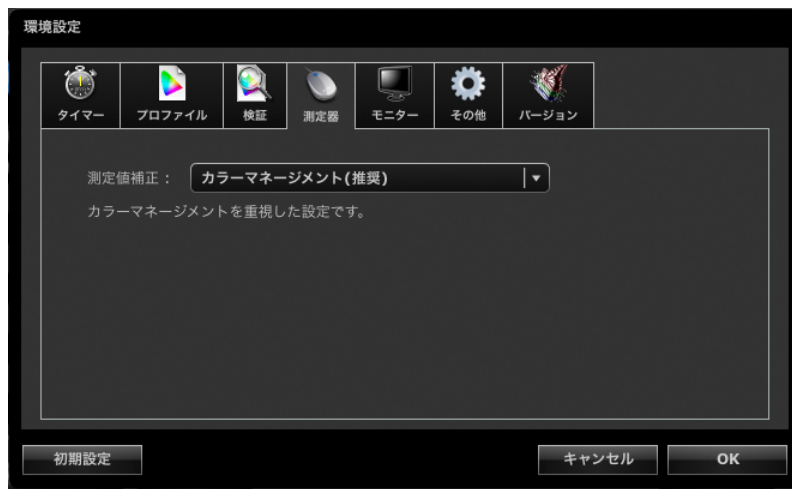 環境設定
タイマー
プロファイル
検証
測定器
モニター
その他
バージョン
測定値補正： カラーマネージメント(推奨)
カラーマネージメントを重視した設定です。
初期設定
キャンセル
OK